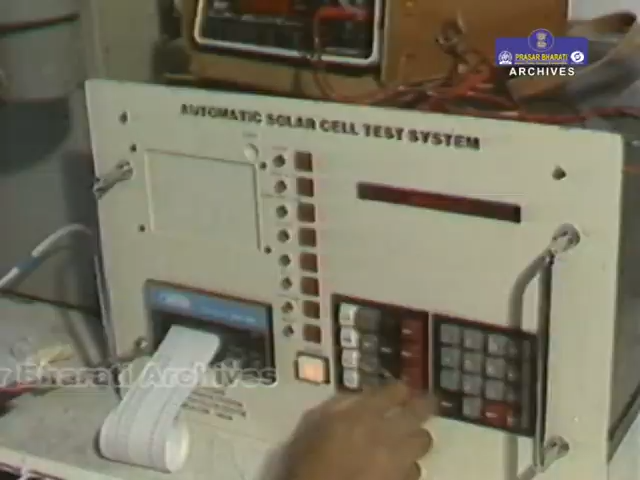 PRASAR BHARATI
ARCHIVES
AUTOMATIC SOLAR CELL TEST SYSTEM
Bharati Archives